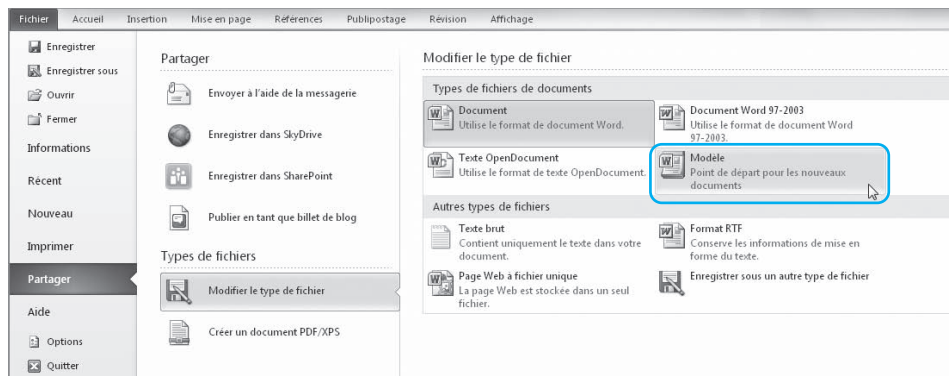 Fichier Accueil Insertion Mise en page Références Publipostage Révision Affichage
Enregistrer
Enregistrer sous
Ouvrir
Fermer
Informations
Récent
Nouveau
Imprimer
Partager
Aide
Options
Quitter
Partager
Envoyer à l'aide de la messagerie
Enregistrer dans SkyDrive
Enregistrer dans SharePoint
Publier en tant que billet de blog
Types de fichiers
Modifier le type de fichier
Créer un document PDF/XPS
Modifier le type de fichier
Types de fichiers de documents
Document
Utilise le format de document Word.
Document Word 97-2003
Utilise le format de document Word
97-2003.
Texte OpenDocument
Utilise le format de texte OpenDocument.
Modèle
Point de départ pour les nouveaux
documents
Autres types de fichiers
Texte brut
Contient uniquement le texte dans votre
document.
Format RTF
Conserve les informations de mise en
forme du texte.
Page Web à fichier unique
La page Web est stockée dans un seul
fichier.
Enregistrer sous un autre type de fichier